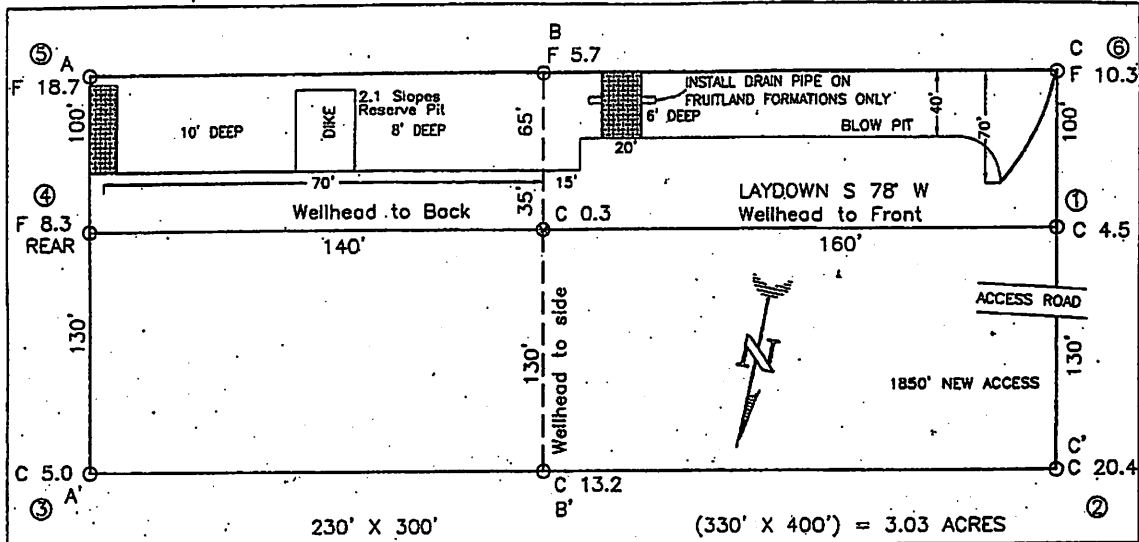 ⑤ A
B
C ⑥
F 18.7
F 5.7
F 10.3
100'
10' DEEP
DIKE
2.1 Slopes
Reserve Pit
8' DEEP
65'
INSTALL DRAIN PIPE ON
FRUITLAND FORMATIONS ONLY
6' DEEP
20'
BLOW PIT
40'
70'
100'
70'
15'
④
F 8.3
REAR
Wellhead to Back
140'
35'
C 0.3
LAYDOWN S 78° W
Wellhead to Front
160'
①
C 4.5
ACCESS ROAD
130'
130'
Wellhead to side
N
130'
1850' NEW ACCESS
C 5.0
A'
③
C 13.2
B'
C'
C 20.4
②
230' X 300'
(330' X 400') = 3.03 ACRES